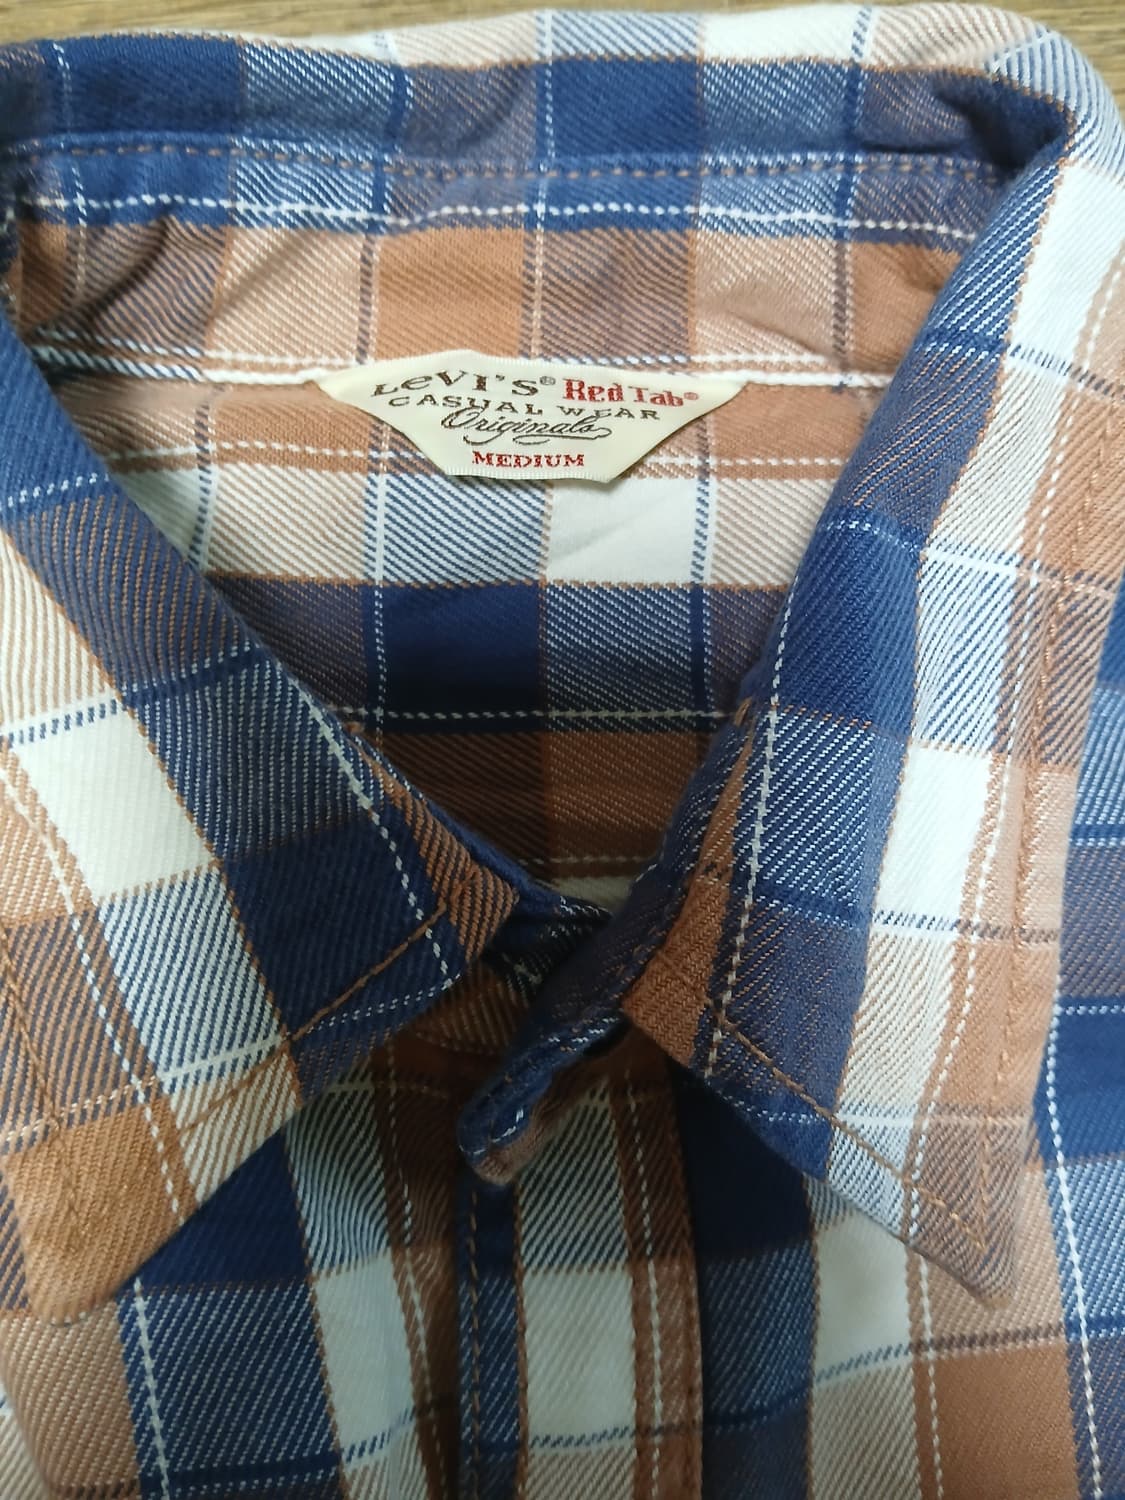 LeVI'S® Red Tab®
CASUAL WEAR
Originals
MEDIUM